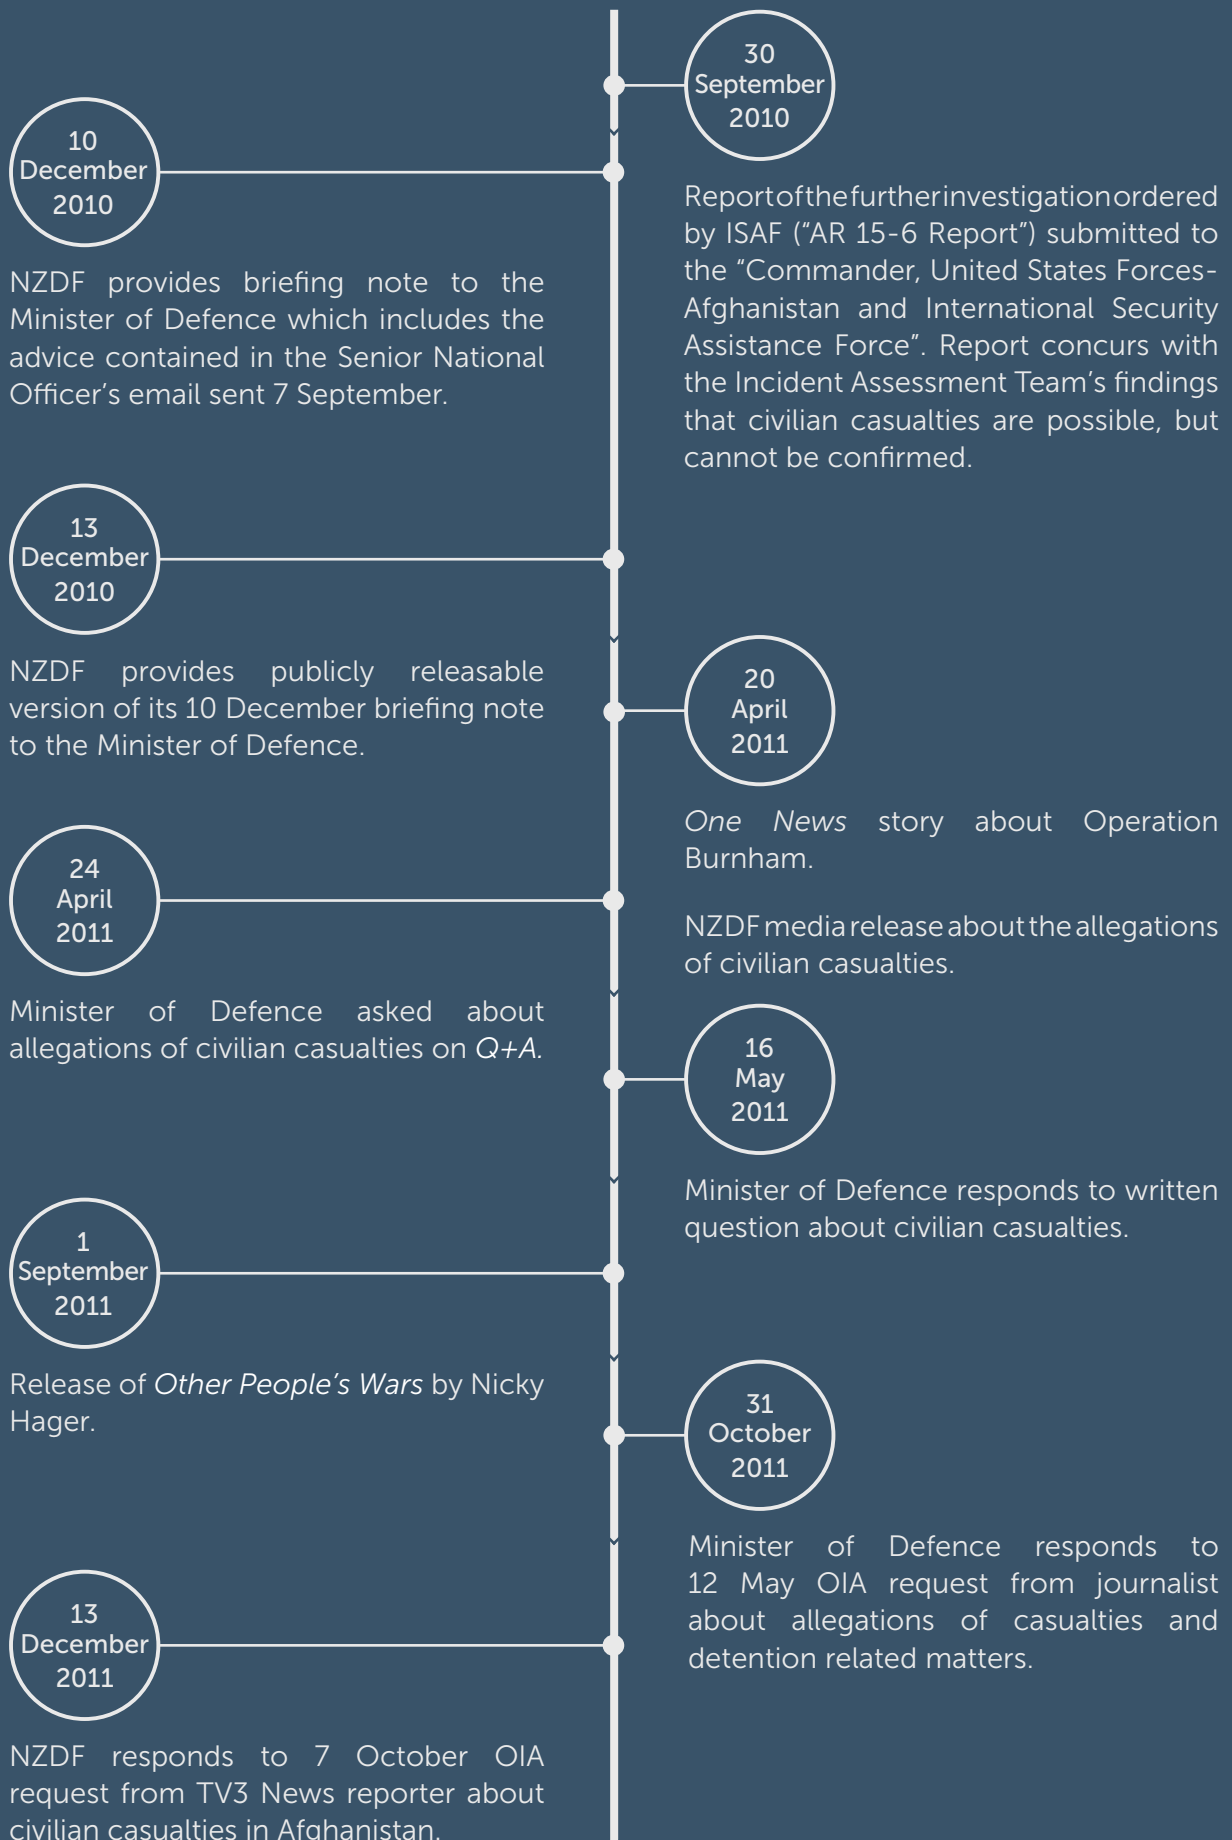 30
September
2010
Report of the further investigation ordered
by ISAF (“AR 15-6 Report”) submitted to
the “Commander, United States Forces-
Afghanistan and International Security
Assistance Force”. Report concurs with
the Incident Assessment Team’s findings
that civilian casualties are possible, but
cannot be confirmed.
10
December
2010
NZDF provides briefing note to the
Minister of Defence which includes the
advice contained in the Senior National
Officer’s email sent 7 September.
13
December
2010
NZDF provides publicly releasable
version of its 10 December briefing note
to the Minister of Defence.
20
April
2011
One News story about Operation
Burnham.
NZDF media release about the allegations
of civilian casualties.
24
April
2011
Minister of Defence asked about
allegations of civilian casualties on Q+A.
16
May
2011
Minister of Defence responds to written
question about civilian casualties.
1
September
2011
Release of Other People’s Wars by Nicky
Hager.
31
October
2011
Minister of Defence responds to
12 May OIA request from journalist
about allegations of casualties and
detention related matters.
13
December
2011
NZDF responds to 7 October OIA
request from TV3 News reporter about
civilian casualties in Afghanistan.